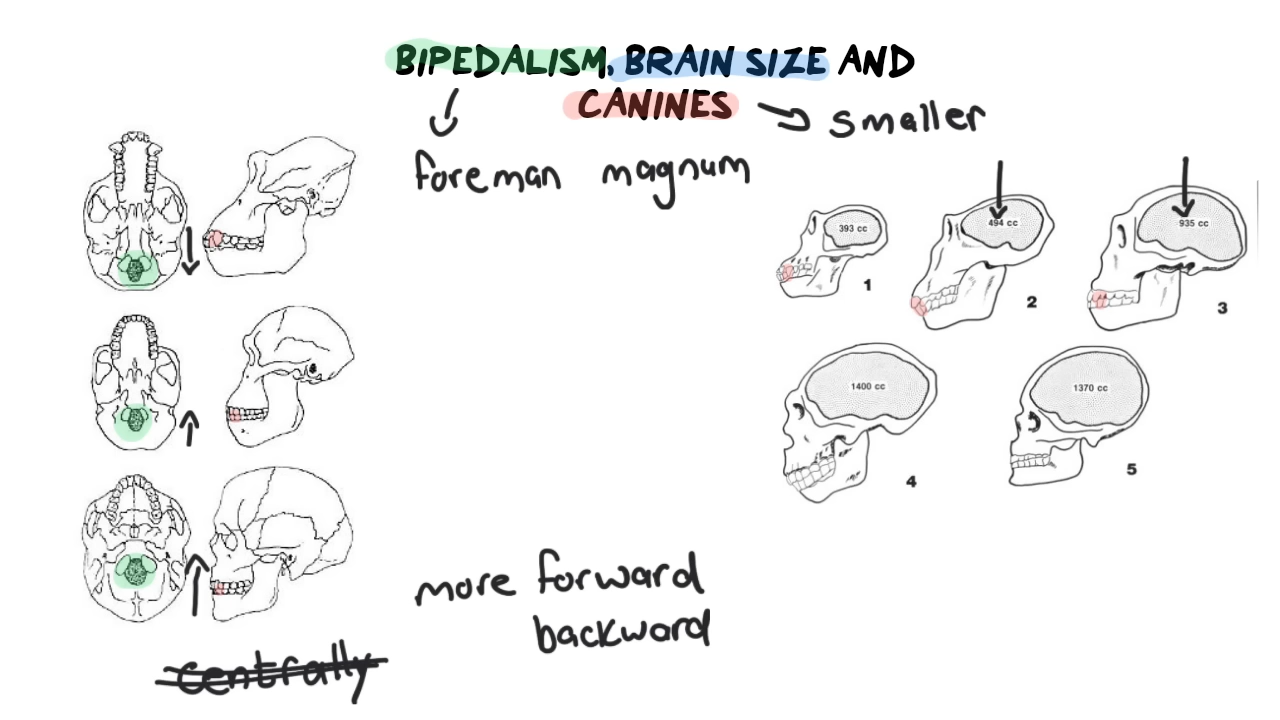 BIPEDALISM, BRAIN SIZE AND
CANINES
smaller
foreman magnum
393 cc
1
494 cc
2
935 cc
3
1400 cc
4
1370 cc
5
more forward
backward
centrally